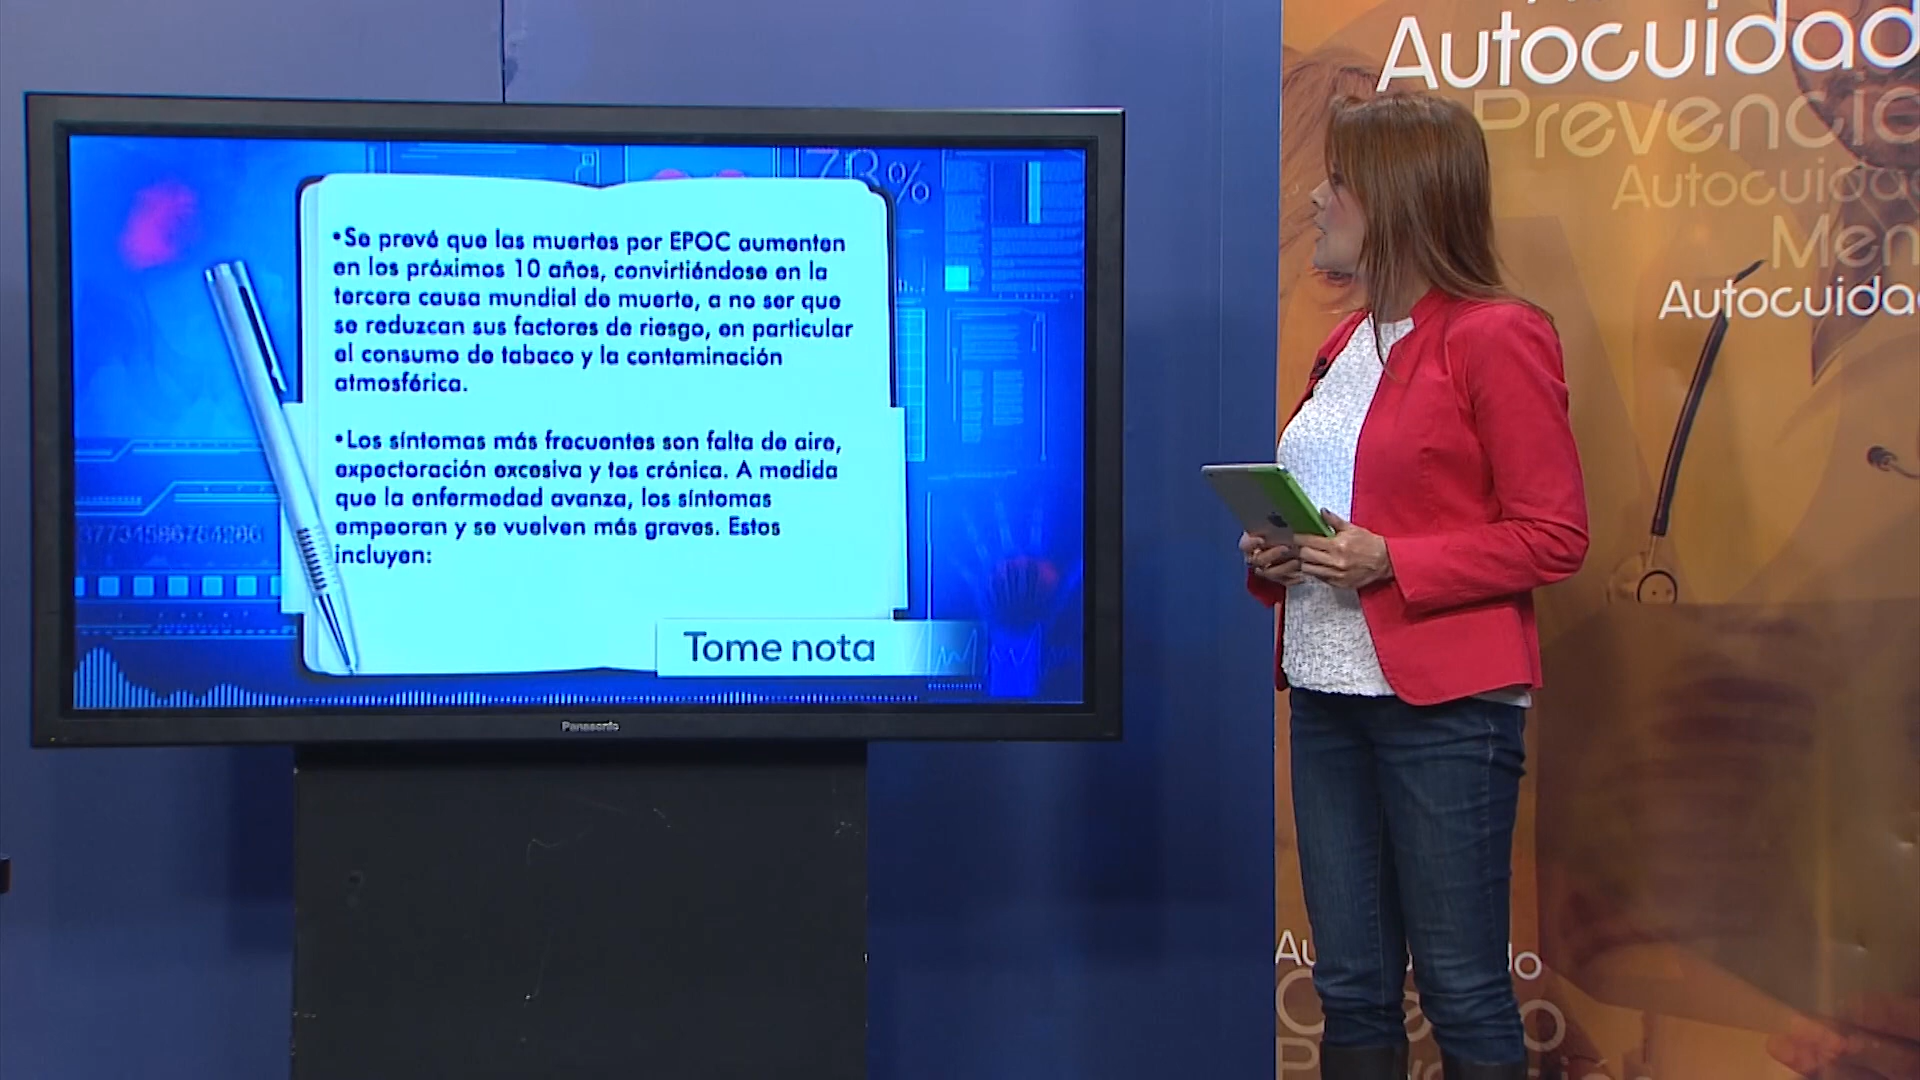 •Se prevé que las muertes por EPOC aumenten
en los próximos 10 años, convirtiéndose en la
tercera causa mundial de muerte, a no ser que
se reduzcan sus factores de riesgo, en particular
el consumo de tabaco y la contaminación
atmosférica.
•Los síntomas más frecuentes son falta de aire,
expectoración excesiva y tos crónica. A medida
que la enfermedad avanza, los síntomas
empeoran y se vuelven más graves. Estos
incluyen:
Tome nota
Panasonic
73%
Autocuidad
Prevenció
Autocuidad
Men
Autocuida